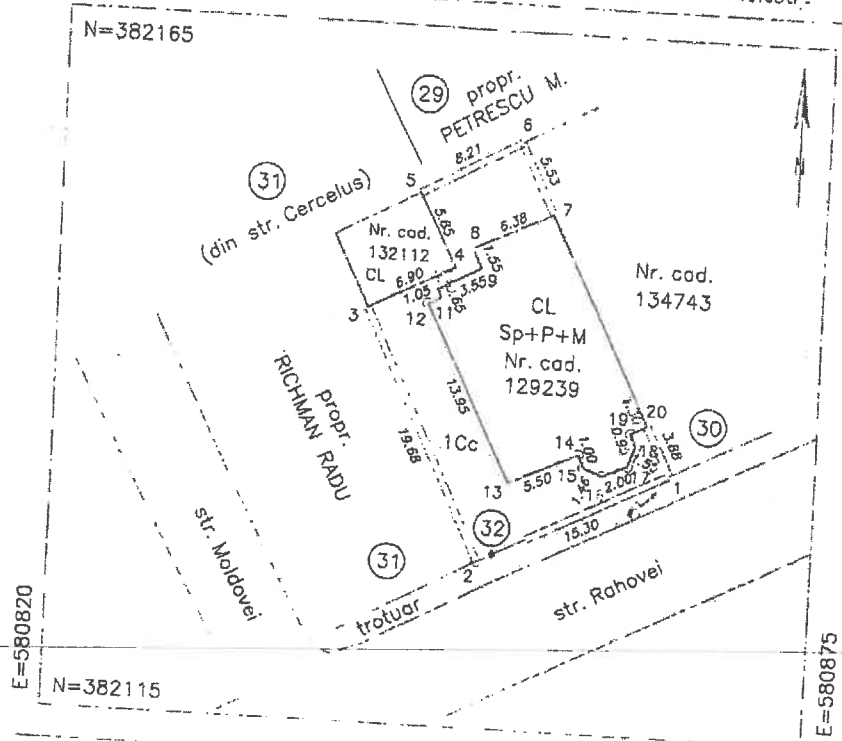 N=382165
29
propr.
PETRESCU M.
8.21
6
5.53
31
(din str. Cercelus)
5
5.65
7
Nr. cad.
132112
CL
4
8
6.38
1.55
6.90
1.05
3.55
9
3
12
11
Nr. cad.
134743
CL
Sp+P+M
Nr. cad.
129239
propr.
RICHMAN RADU
13.95
19.68
1Cc
14
1.00
19
20
30
3.88
13
5.50
15
2.00
17
18
1
16
15.30
32
2
31
str. Moldovei
trotuar
str. Rahovei
E=580820
N=382115
E=580875
N